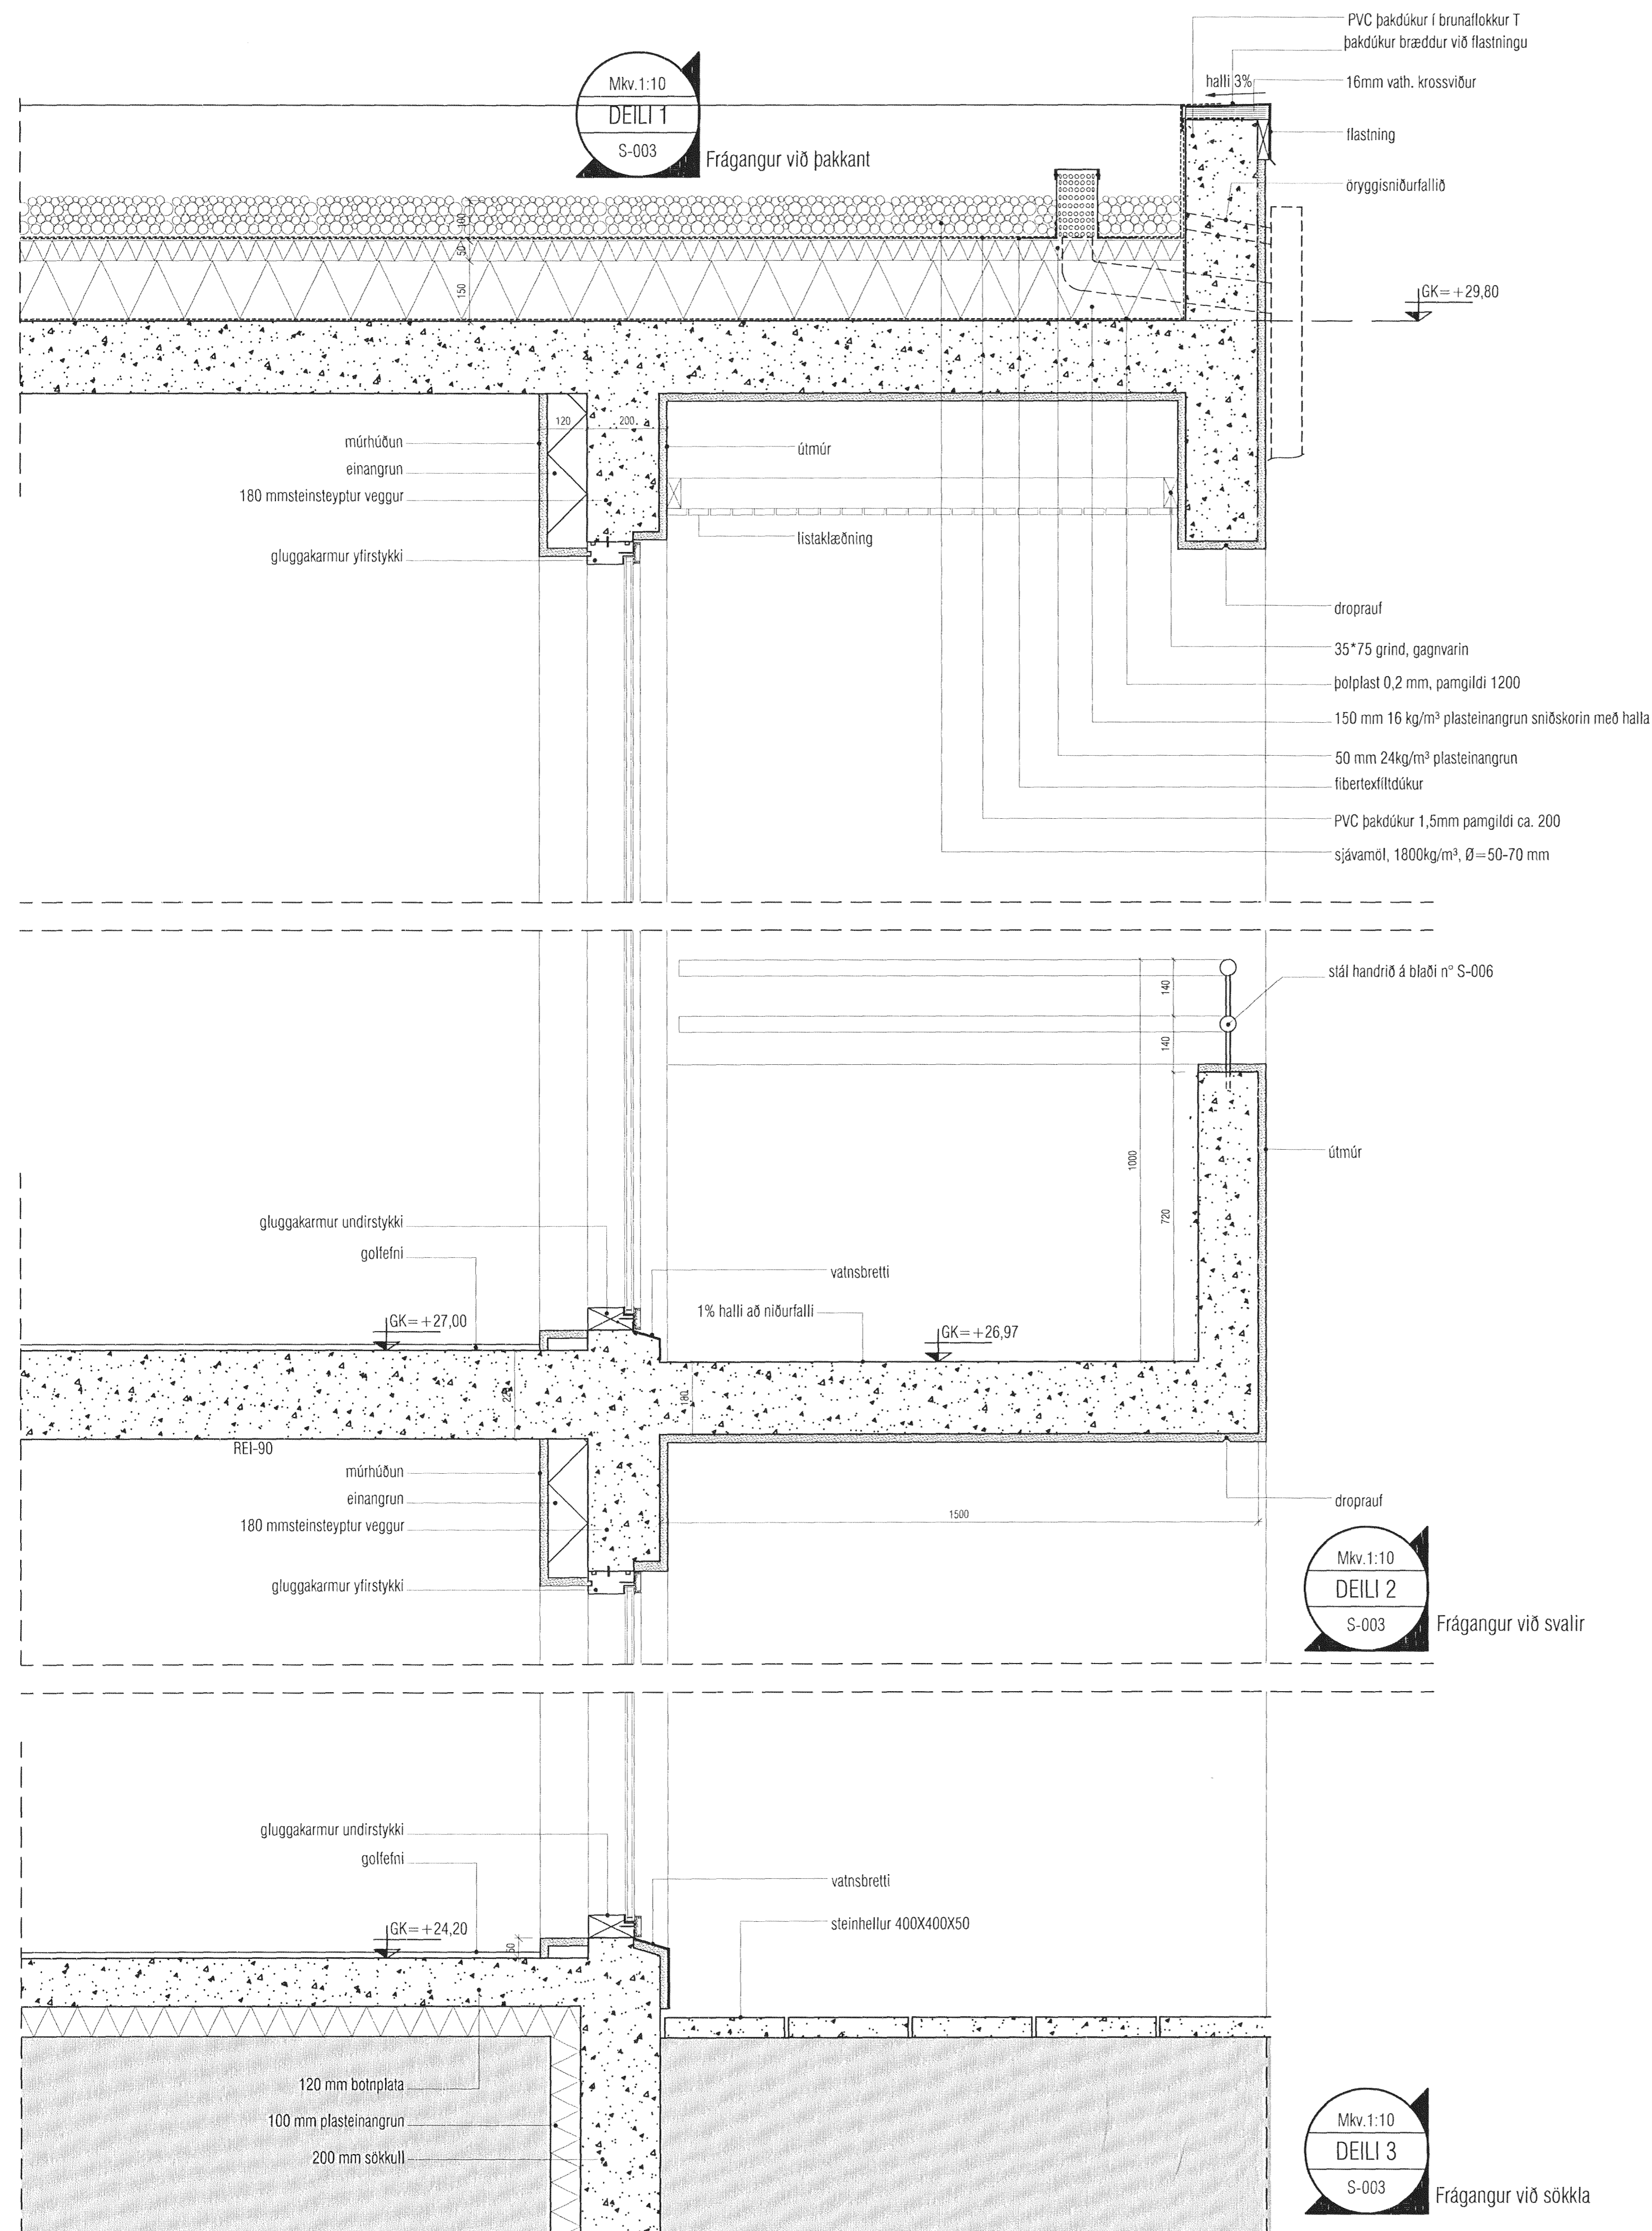 PVC þakdúkur í brunaflokkur T
þakdúkur bræddur við flastningu
halli 3%
16mm vath. krossviður
flastning
öryggisniðurfallið
Mkv.1:10
DEILI 1
S-003
Frágangur við þakkant
100
50
150
GK=+29,80
120
200
múrhúðun
einangrun
180 mmsteinsteyptur veggur
gluggakarmur yfirstykki
útmúr
listaklæðning
droprauf
35*75 grind, gagnvarin
þolplast 0,2 mm, pamgildi 1200
150 mm 16 kg/m³ plasteinangrun sniðskorin með halla
50 mm 24kg/m³ plasteinangrun
fibertexfíltdúkur
PVC þakdúkur 1,5mm pamgildi ca. 200
sjávamöl, 1800kg/m³, Ø=50-70 mm
stál handrið á blaði n° S-006
140
140
1000
720
útmúr
gluggakarmur undirstykki
golfefni
vatnsbretti
1% halli að niðurfalli
GK=+27,00
GK=+26,97
220
180
REI-90
múrhúðun
einangrun
180 mmsteinsteyptur veggur
gluggakarmur yfirstykki
1500
droprauf
Mkv.1:10
DEILI 2
S-003
Frágangur við svalir
gluggakarmur undirstykki
golfefni
vatnsbretti
steinhellur 400X400X50
GK=+24,20
50
120 mm botnplata
100 mm plasteinangrun
200 mm sökkull
Mkv.1:10
DEILI 3
S-003
Frágangur við sökkla